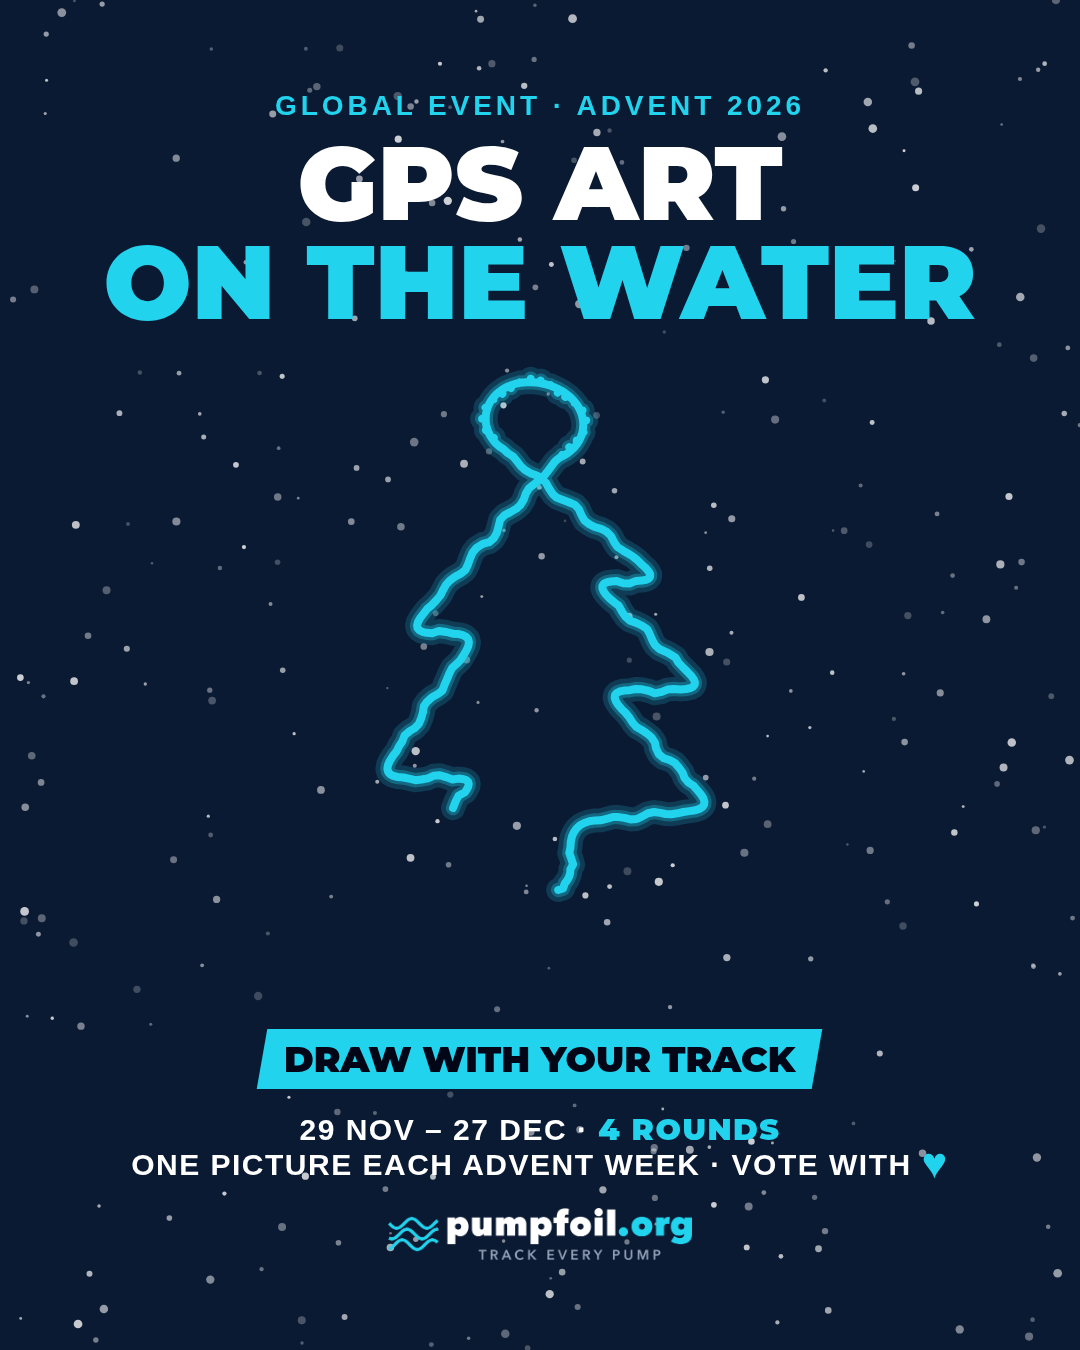 GLOBAL EVENT · ADVENT 2026
GPS ART
ON THE WATER
DRAW WITH YOUR TRACK
29 NOV – 27 DEC · 4 ROUNDS
ONE PICTURE EACH ADVENT WEEK · VOTE WITH ♥
pumpfoil.org
TRACK EVERY PUMP